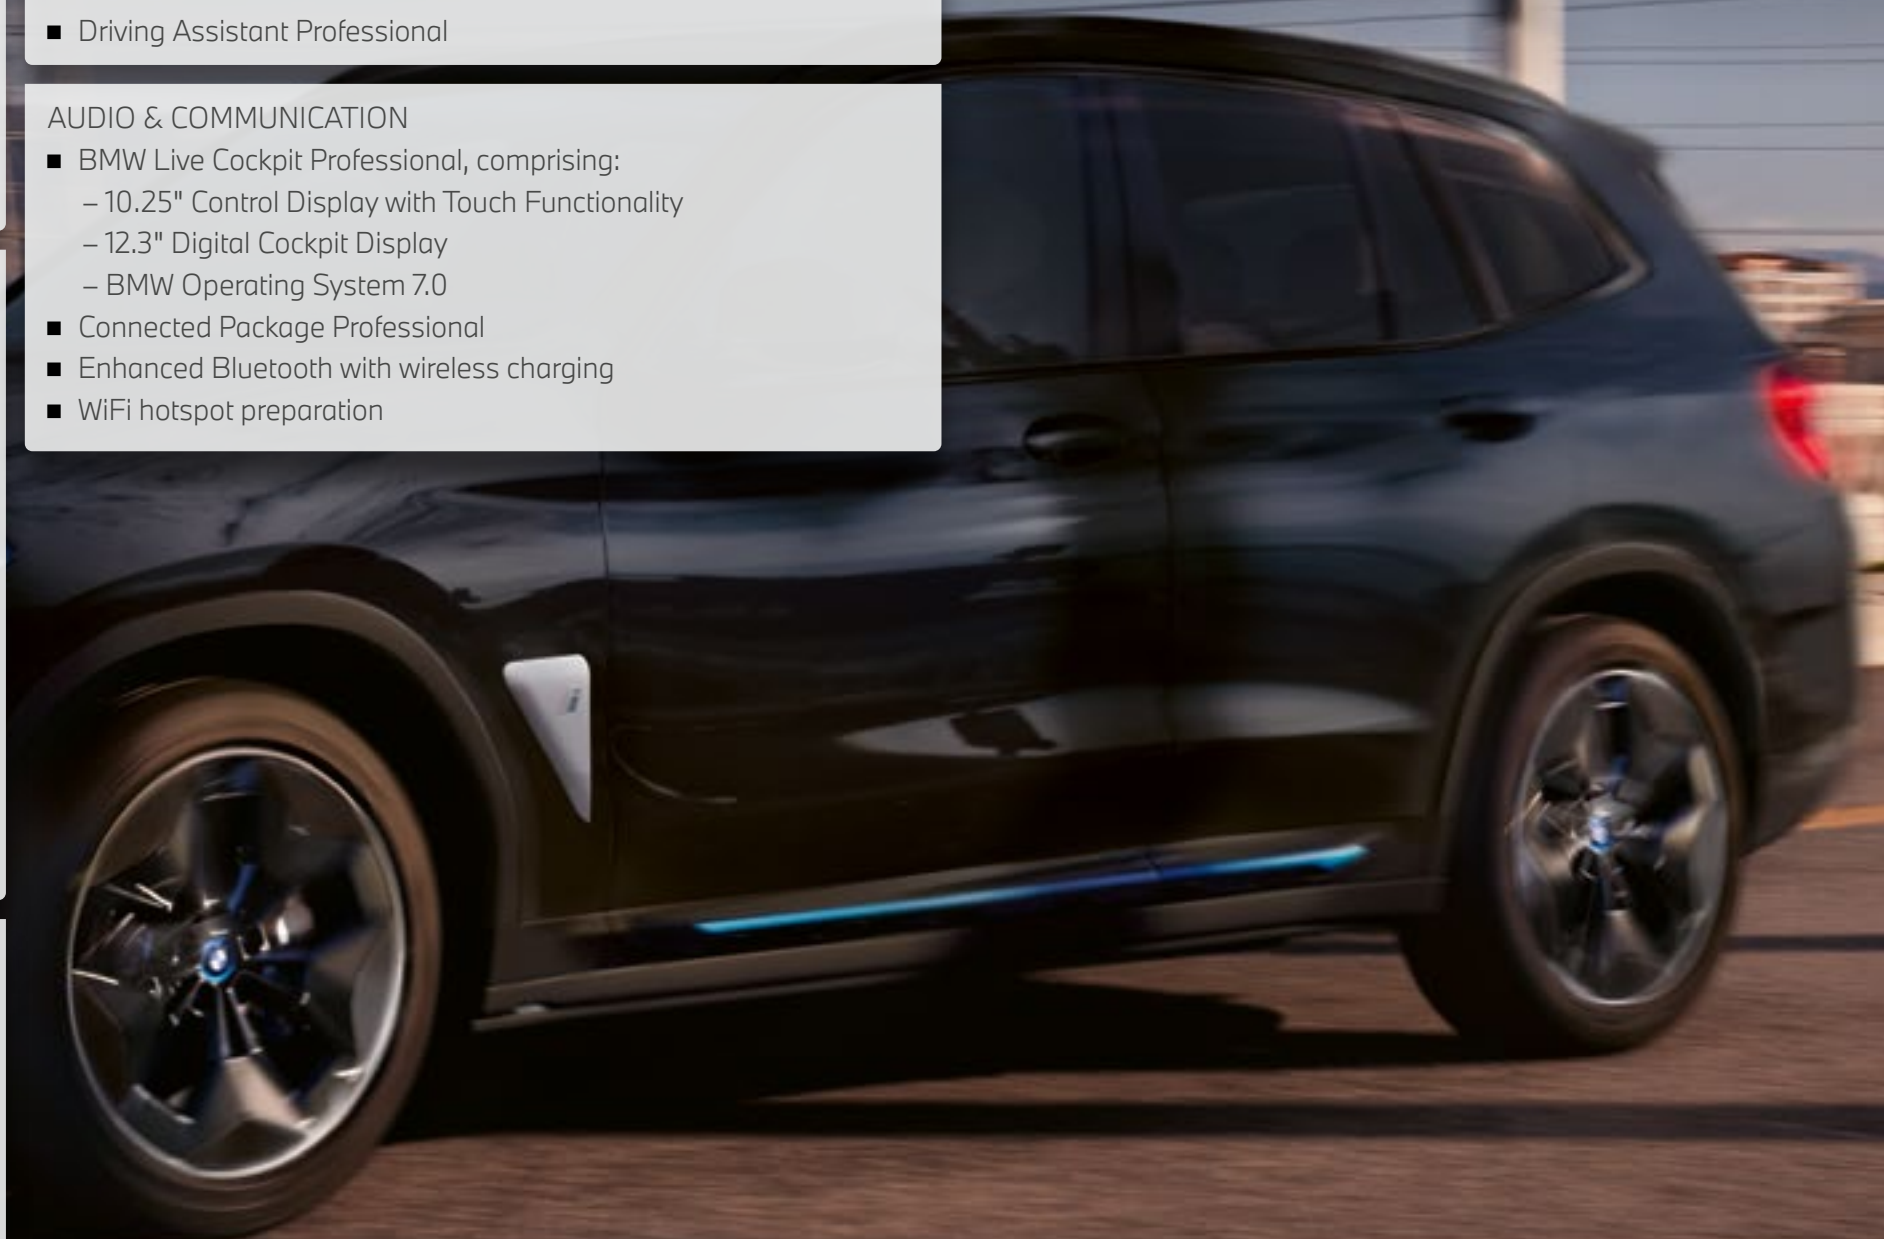 ■ Driving Assistant Professional
AUDIO & COMMUNICATION
■ BMW Live Cockpit Professional, comprising:
– 10.25" Control Display with Touch Functionality
– 12.3" Digital Cockpit Display
– BMW Operating System 7.0
■ Connected Package Professional
■ Enhanced Bluetooth with wireless charging
■ WiFi hotspot preparation